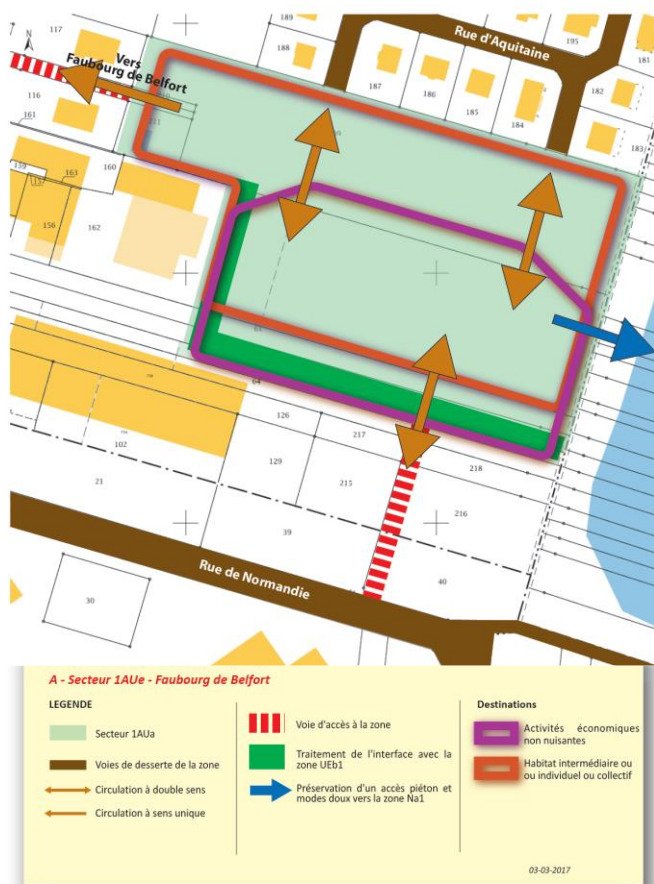 117
189
188
Rue d'Aquitaine
195
181
N
Vers
Faubourg de Belfort
187
186
185
184
182
183
116
211
161
160
159
163
157
156
162
63
64
126
217
218
102
129
215
216
21
39
40
Rue de Normandie
30
A - Secteur 1AUe - Faubourg de Belfort
LEGENDE
Secteur 1AUa
Voies de desserte de la zone
Circulation à double sens
Circulation à sens unique
Voie d'accès à la zone
Traitement de l'interface avec la
zone UEb1
Préservation d'un accès piéton et
modes doux vers la zone Na1
Destinations
Activités économiques
non nuisantes
Habitat intermédiaire ou
ou individuel ou collectif
03-03-2017